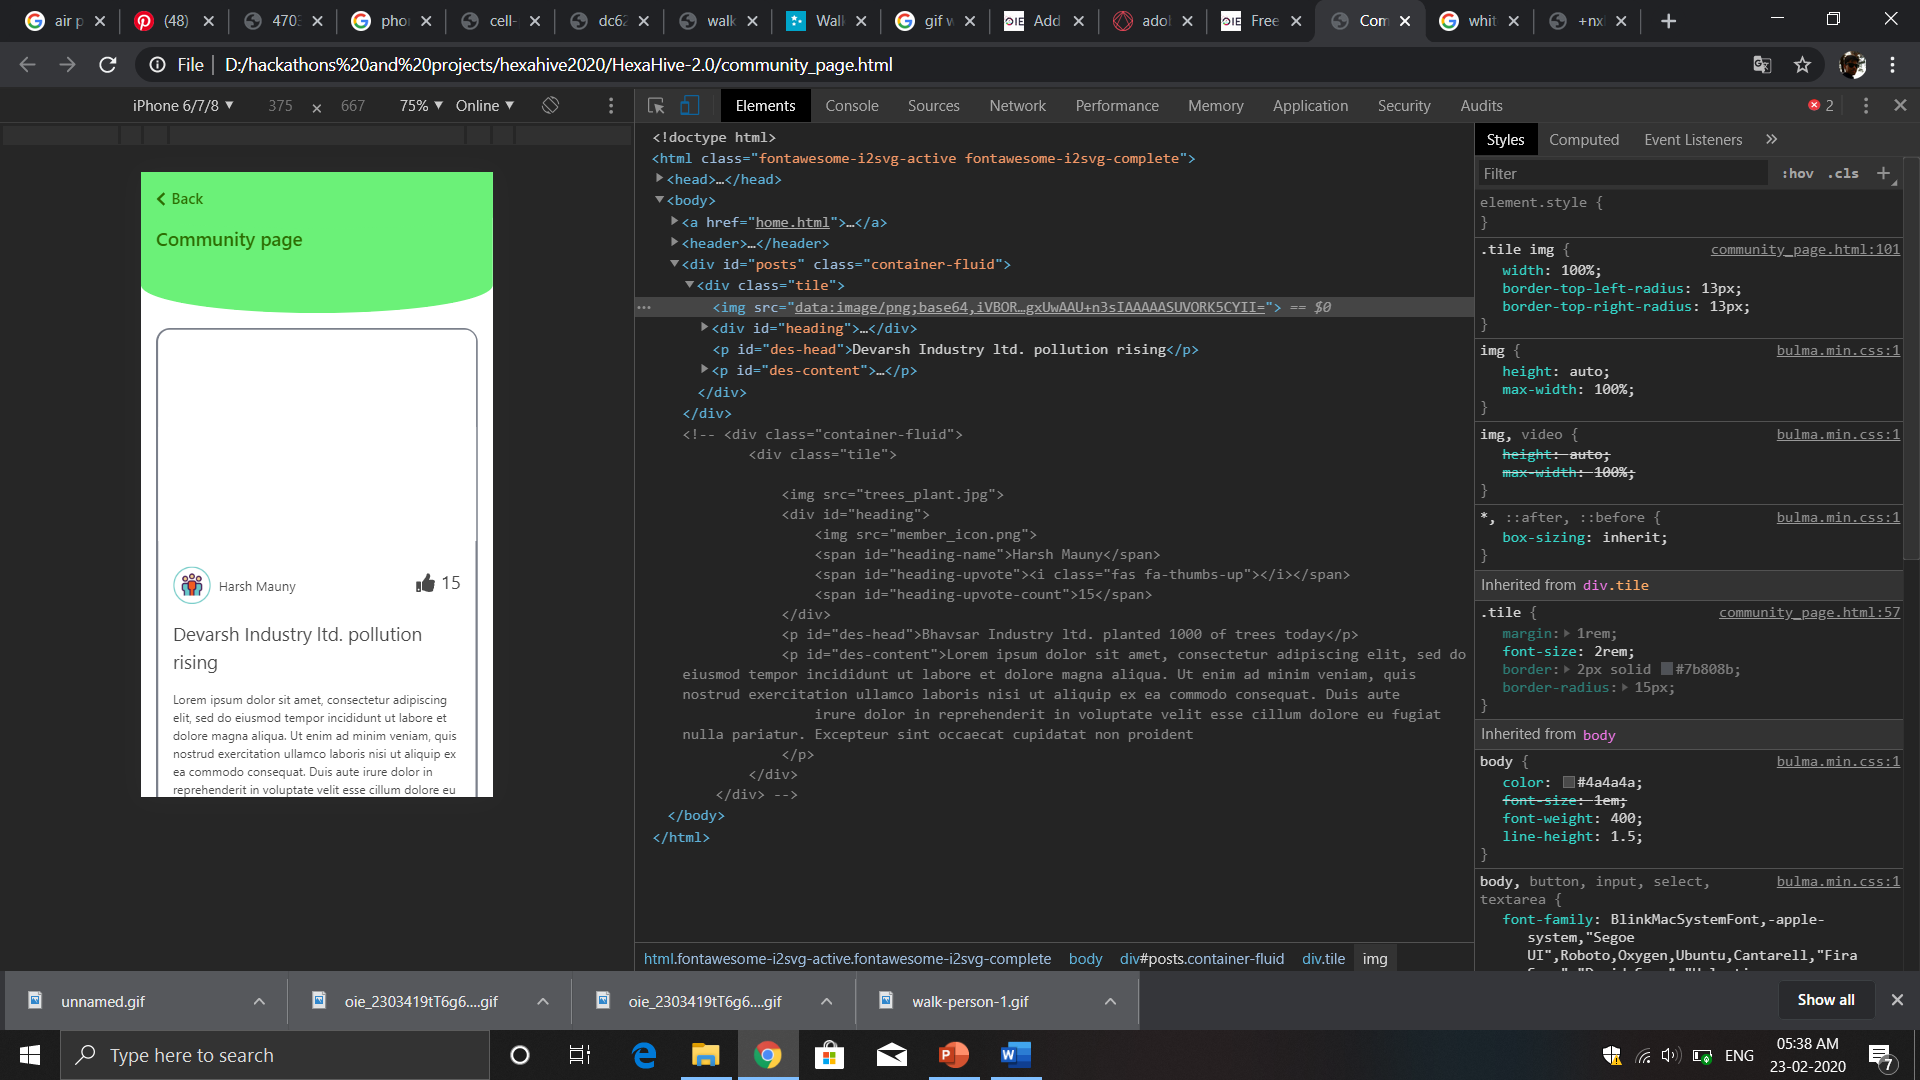 air p
(48)
4703
phor
cell-
dc62
walk
Walk
gif w
Add
adol
Free
Com
whit
+nx
File
D:/hackathons%20and%20projects/hexahive2020/HexaHive-2.0/community_page.html
iPhone 6/7/8 ▼ 375 × 667 75% ▼ Online ▼
Elements Console Sources Network Performance Memory Application Security Audits 2
Back
Community page
Harsh Mauny
15
Devarsh Industry ltd. pollution
rising
Lorem ipsum dolor sit amet, consectetur adipiscing
elit, sed do eiusmod tempor incididunt ut labore et
dolore magna aliqua. Ut enim ad minim veniam, quis
nostrud exercitation ullamco laboris nisi ut aliquip ex
ea commodo consequat. Duis aute irure dolor in
reprehenderit in voluptate velit esse cillum dolore eu
<!doctype html>
<html class="fontawesome-i2svg-active fontawesome-i2svg-complete">
<head>…</head>
<body>
<a href="home.html">…</a>
<header>…</header>
<div id="posts" class="container-fluid">
<div class="tile">
<img src="data:image/png;base64,iVBOR…gxUwAAU+n3sIAAAAASUVORK5CYII="> == $0
<div id="heading">…</div>
<p id="des-head">Devarsh Industry ltd. pollution rising</p>
<p id="des-content">…</p>
</div>
</div>
<!-- <div class="container-fluid">
<div class="tile">
<img src="trees_plant.jpg">
<div id="heading">
<img src="member_icon.png">
<span id="heading-name">Harsh Mauny</span>
<span id="heading-upvote"><i class="fas fa-thumbs-up"></i></span>
<span id="heading-upvote-count">15</span>
</div>
<p id="des-head">Bhavsar Industry ltd. planted 1000 of trees today</p>
<p id="des-content">Lorem ipsum dolor sit amet, consectetur adipiscing elit, sed do
eiusmod tempor incididunt ut labore et dolore magna aliqua. Ut enim ad minim veniam, quis
nostrud exercitation ullamco laboris nisi ut aliquip ex ea commodo consequat. Duis aute
irure dolor in reprehenderit in voluptate velit esse cillum dolore eu fugiat
nulla pariatur. Excepteur sint occaecat cupidatat non proident
</p>
</div>
</div> -->
</body>
</html>
html.fontawesome-i2svg-active.fontawesome-i2svg-complete body div#posts.container-fluid div.tile img
Styles Computed Event Listeners »
Filter :hov .cls +
element.style {
}
.tile img { community_page.html:101
width: 100%;
border-top-left-radius: 13px;
border-top-right-radius: 13px;
}
img { bulma.min.css:1
height: auto;
max-width: 100%;
}
img, video { bulma.min.css:1
height: auto;
max-width: 100%;
}
*, ::after, ::before { bulma.min.css:1
box-sizing: inherit;
}
Inherited from div.tile
.tile { community_page.html:57
margin: 1rem;
font-size: 2rem;
border: 2px solid #7b808b;
border-radius: 15px;
}
Inherited from body
body { bulma.min.css:1
color: #4a4a4a;
font-size: 1em;
font-weight: 400;
line-height: 1.5;
}
body, button, input, select, bulma.min.css:1
textarea {
font-family: BlinkMacSystemFont,-apple-
system,"Segoe
UI",Roboto,Oxygen,Ubuntu,Cantarell,"Fira
unnamed.gif
oie_2303419tT6g6....gif
oie_2303419tT6g6....gif
walk-person-1.gif
Show all
Type here to search
ENG
05:38 AM
23-02-2020
7